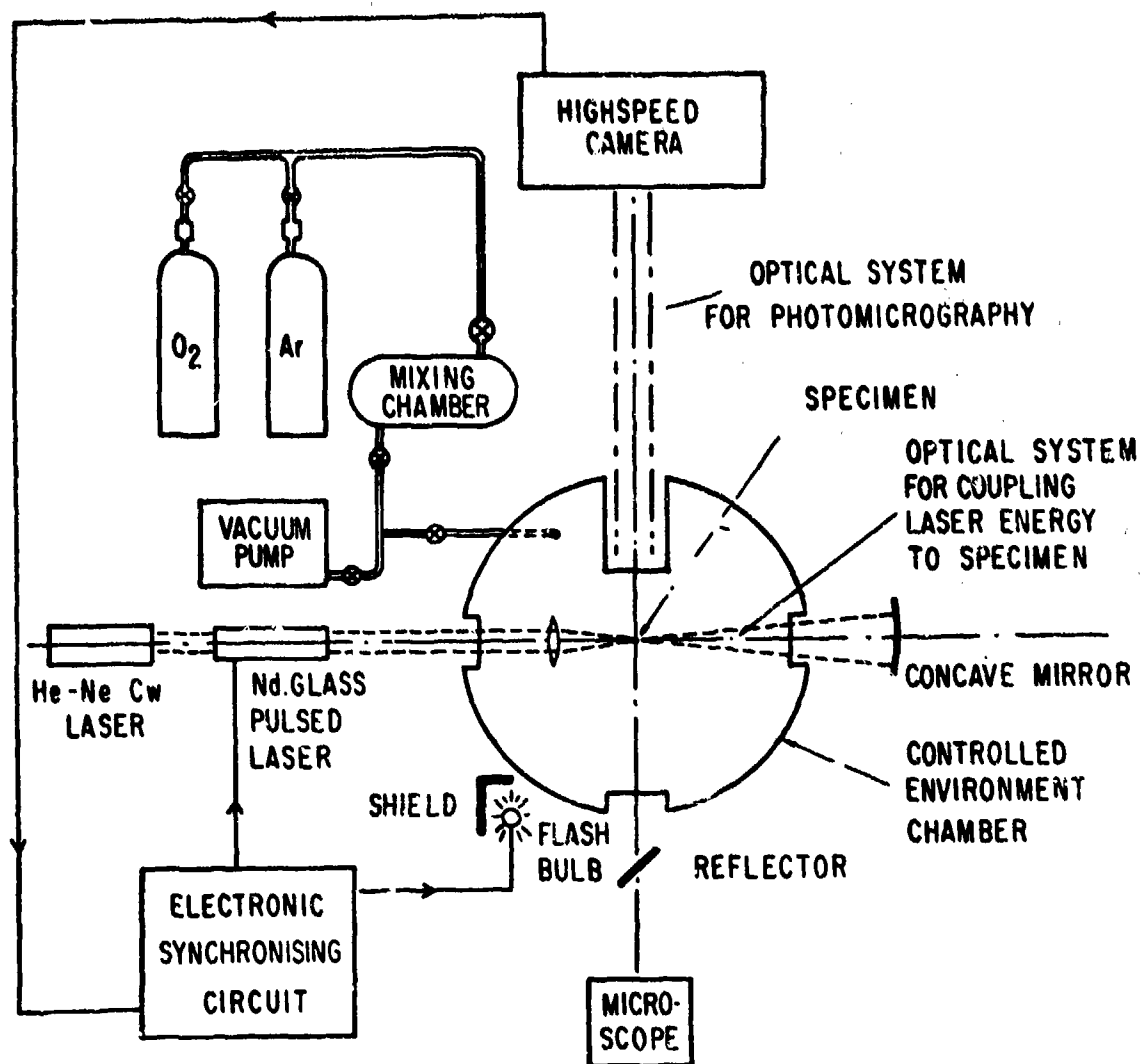 HIGHSPEED
CAMERA
OPTICAL SYSTEM
FOR PHOTOMICROGRAPHY
O2
Ar
MIXING
CHAMBER
SPECIMEN
OPTICAL SYSTEM
FOR COUPLING
LASER ENERGY
TO SPECIMEN
VACUUM
PUMP
He-Ne Cw
LASER
Nd.GLASS
PULSED
LASER
CONCAVE MIRROR
CONTROLLED
ENVIRONMENT
CHAMBER
SHIELD
FLASH
BULB
REFLECTOR
ELECTRONIC
SYNCHRONISING
CIRCUIT
MICRO-
SCOPE